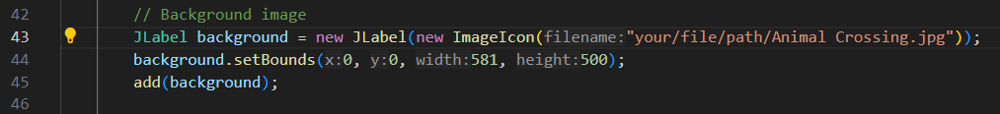 42 // Background image
43 JLabel background = new JLabel(new ImageIcon(filename:"your/file/path/Animal Crossing.jpg"));
44 background.setBounds(x:0, y:0, width:581, height:500);
45 add(background);
46